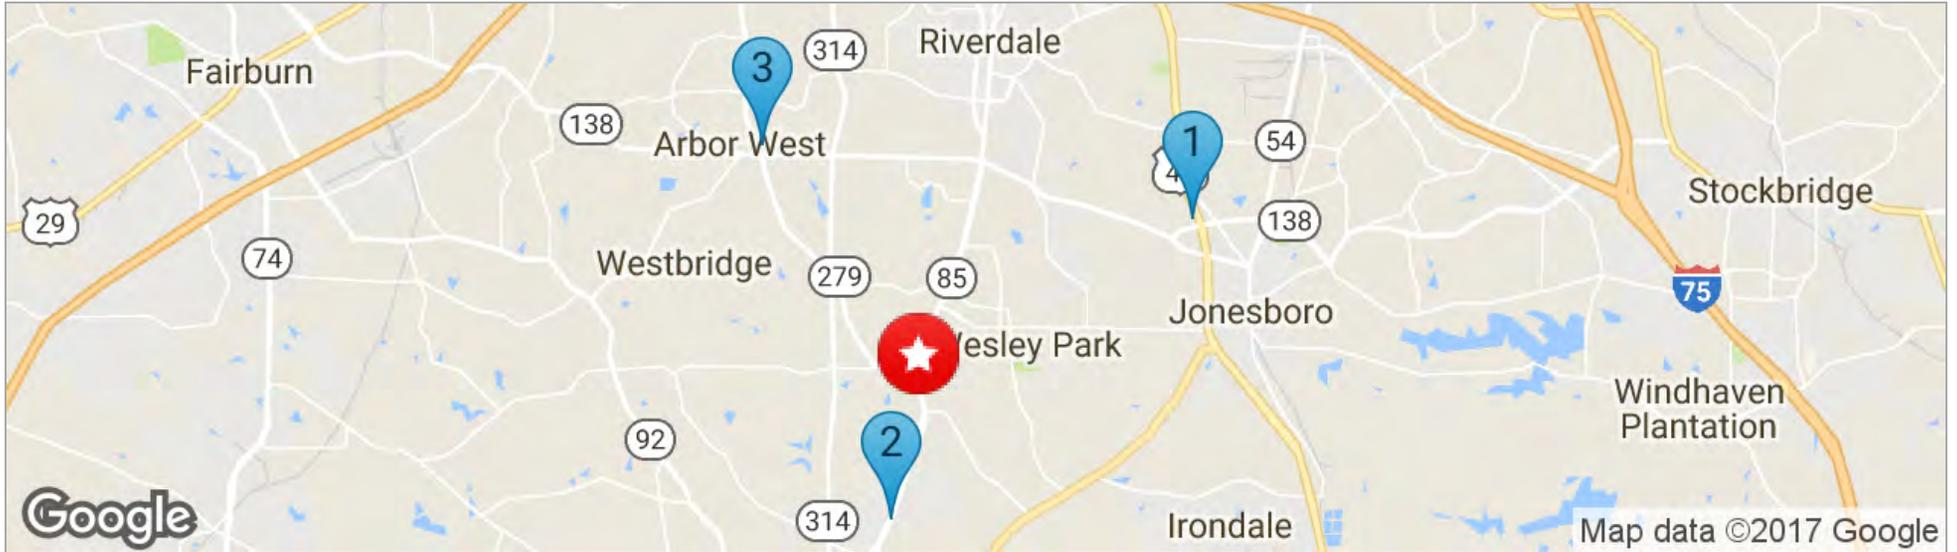 Riverdale
314
3
Fairburn
138
Arbor West
1
54
4
Stockbridge
29
138
74
Westbridge
279
85
75
Jonesboro
esley Park
Windhaven
Plantation
2
92
Google
314
Irondale
Map data ©2017 Google